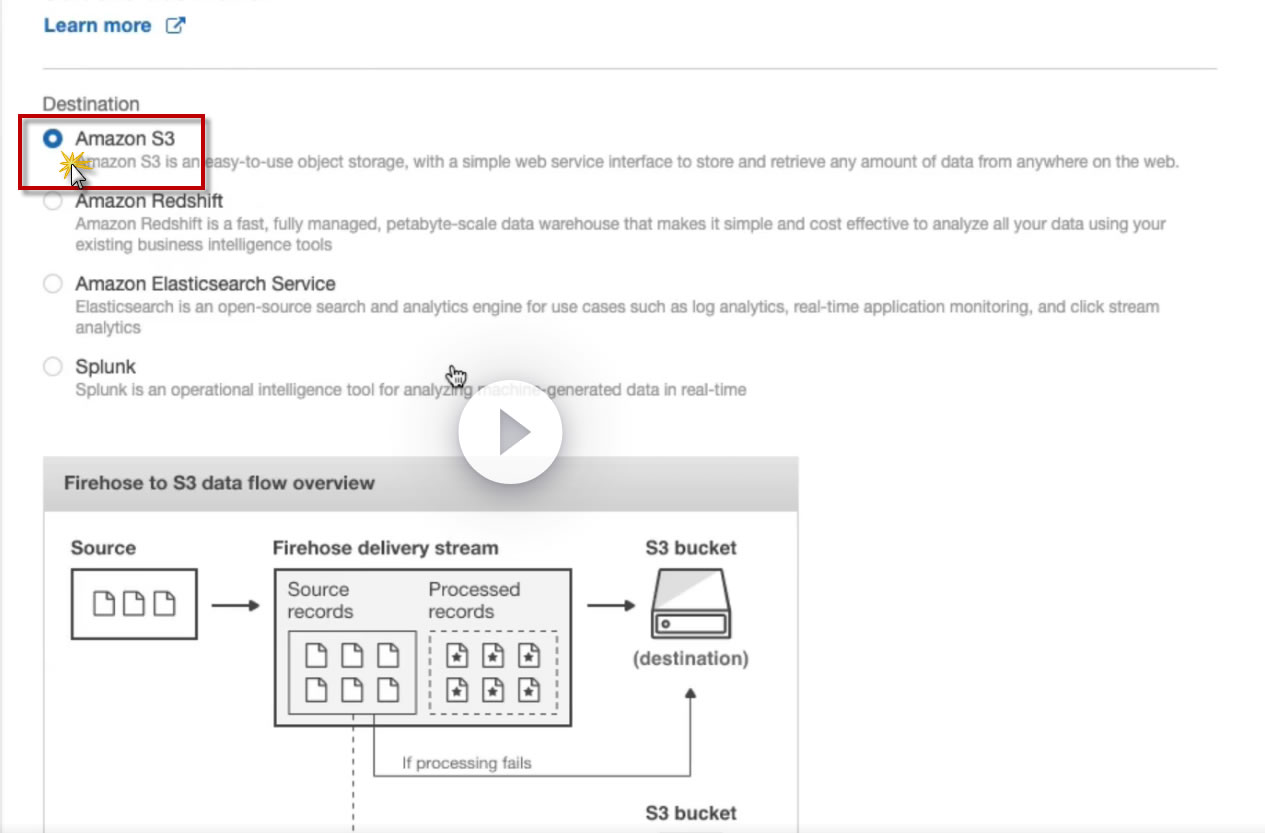 Learn more
Destination
Amazon S3
Amazon S3 is an easy-to-use object storage, with a simple web service interface to store and retrieve any amount of data from anywhere on the web.
Amazon Redshift
Amazon Redshift is a fast, fully managed, petabyte-scale data warehouse that makes it simple and cost effective to analyze all your data using your
existing business intelligence tools
Amazon Elasticsearch Service
Elasticsearch is an open-source search and analytics engine for use cases such as log analytics, real-time application monitoring, and click stream
analytics
Splunk
Splunk is an operational intelligence tool for analyzing machine-generated data in real-time
Firehose to S3 data flow overview
Source
Firehose delivery stream
S3 bucket
Source
records
Processed
records
(destination)
If processing fails
S3 bucket